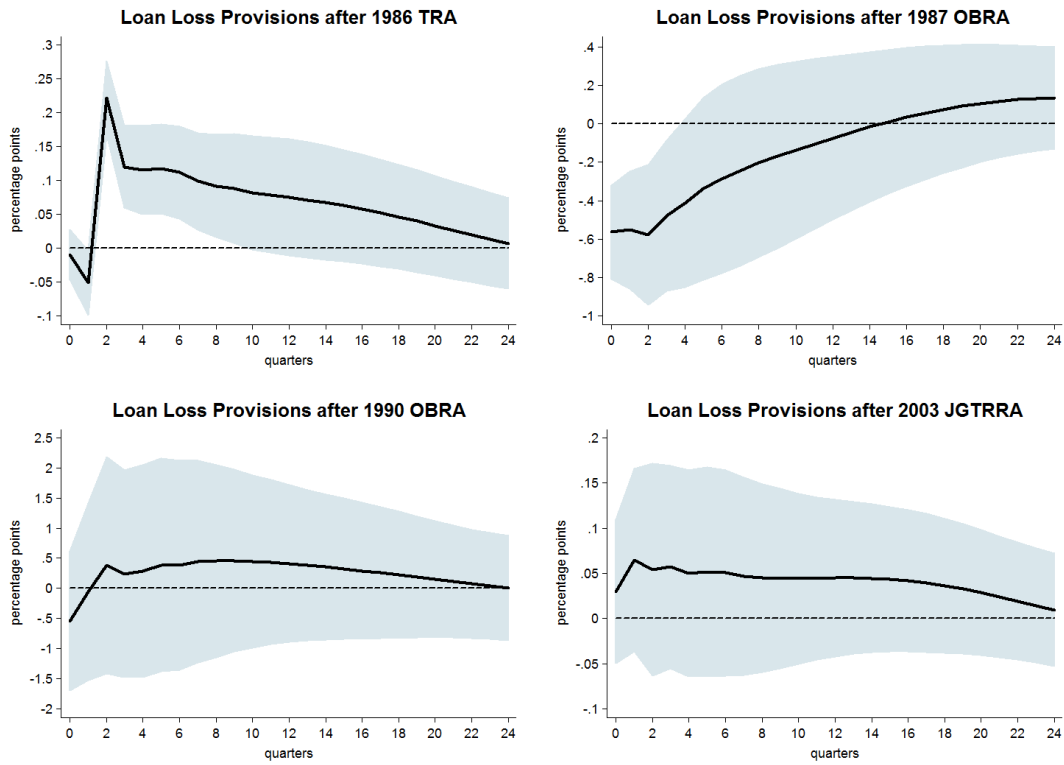 Loan Loss Provisions after 1986 TRA
percentage points
.3
.25
.2
.15
.1
.05
0
-.05
-.1
0 2 4 6 8 10 12 14 16 18 20 22 24
quarters
Loan Loss Provisions after 1987 OBRA
percentage points
.4
.2
0
-.2
-.4
-.6
-.8
-1
0 2 4 6 8 10 12 14 16 18 20 22 24
quarters
Loan Loss Provisions after 1990 OBRA
percentage points
2.5
2
1.5
1
.5
0
-.5
-1
-1.5
-2
0 2 4 6 8 10 12 14 16 18 20 22 24
quarters
Loan Loss Provisions after 2003 JGTRRA
percentage points
.2
.15
.1
.05
0
-.05
-.1
0 2 4 6 8 10 12 14 16 18 20 22 24
quarters